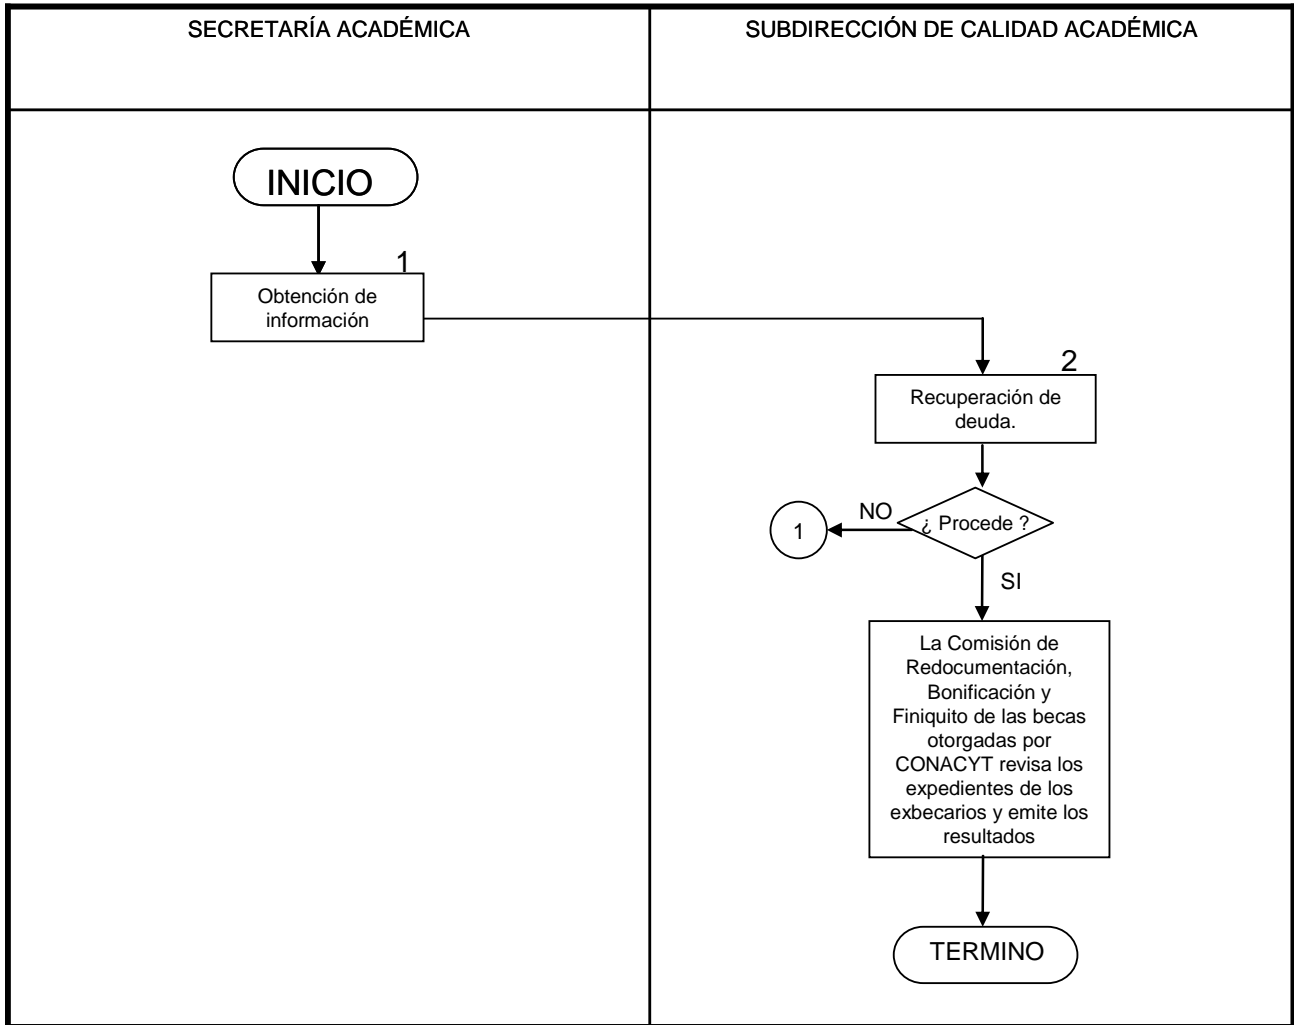 SECRETARÍA ACADÉMICA
SUBDIRECCIÓN DE CALIDAD ACADÉMICA
INICIO
1
Obtención de
información
2
Recuperación de
deuda.
¿ Procede ?
NO
1
SI
La Comisión de
Redocumentación,
Bonificación y
Finiquito de las becas
otorgadas por
CONACYT revisa los
expedientes de los
exbecarios y emite los
resultados
TERMINO